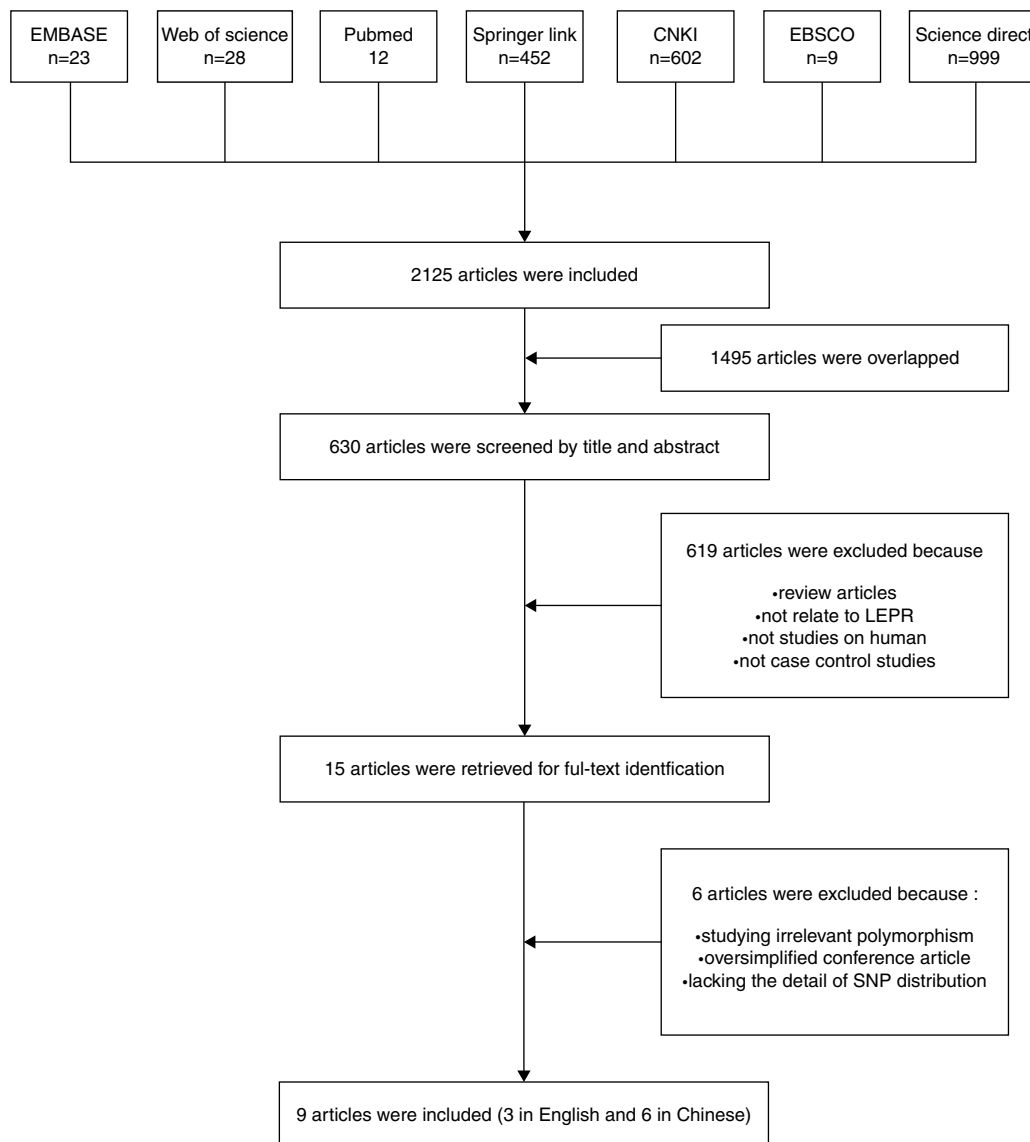 EMBASE
n=23
Web of science
n=28
Pubmed
12
Springer link
n=452
CNKI
n=602
EBSCO
n=9
Science direct
n=999
2125 articles were included
1495 articles were overlapped
630 articles were screened by title and abstract
619 articles were excluded because
•review articles
•not relate to LEPR
•not studies on human
•not case control studies
15 articles were retrieved for ful-text identfication
6 articles were excluded because :
•studying irrelevant polymorphism
•oversimplified conference article
•lacking the detail of SNP distribution
9 articles were included (3 in English and 6 in Chinese)